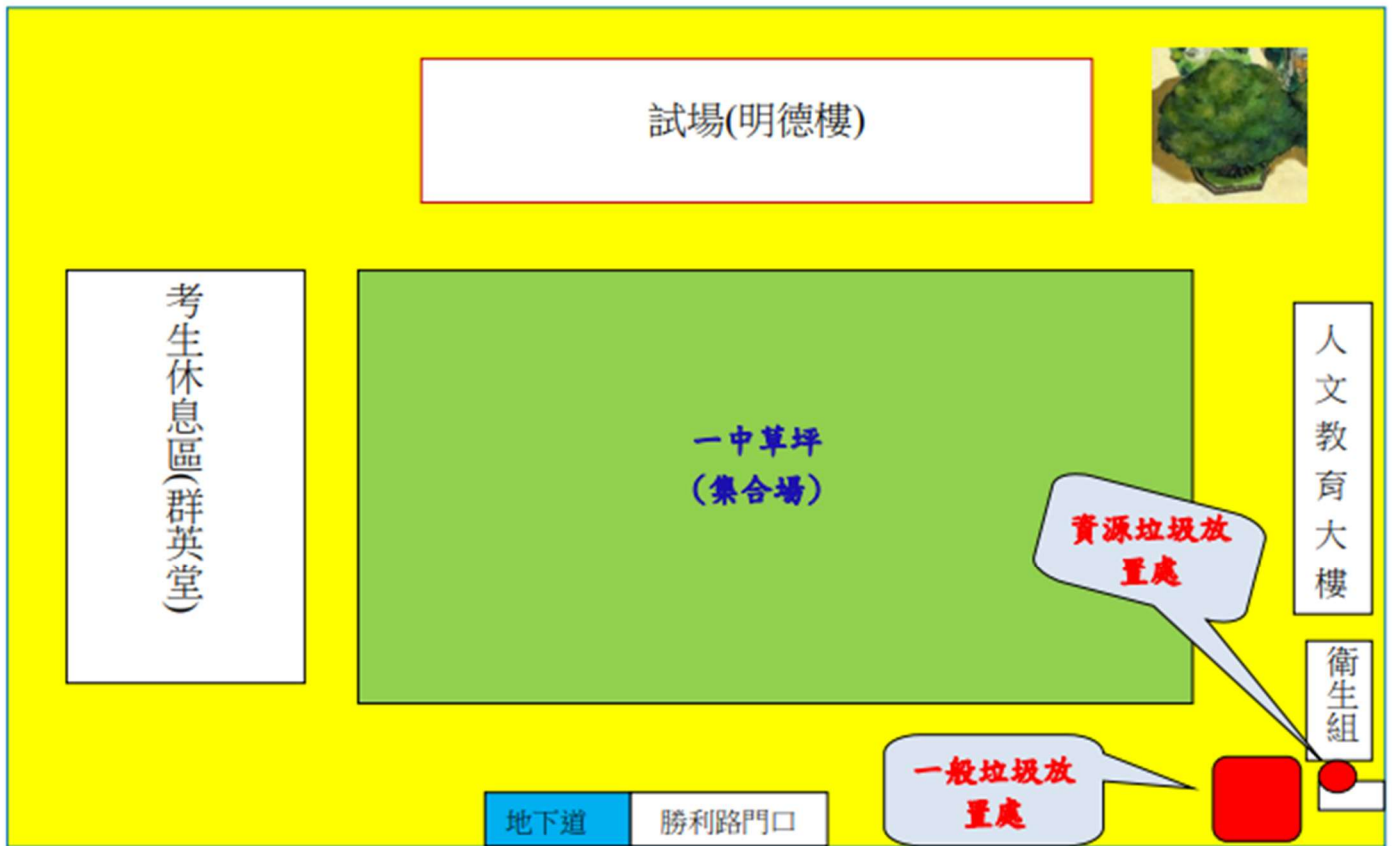 試場(明德樓)
考生休息區(群英堂)
一中草坪
(集合場)
人文教育大樓
資源垃圾放
置處
衛生組
一般垃圾放
置處
地下道
勝利路門口